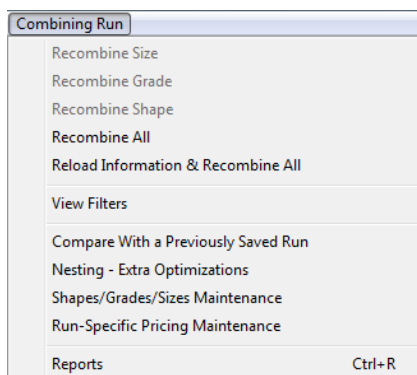 Combining Run
Recombine Size
Recombine Grade
Recombine Shape
Recombine All
Reload Information & Recombine All
View Filters
Compare With a Previously Saved Run
Nesting - Extra Optimizations
Shapes/Grades/Sizes Maintenance
Run-Specific Pricing Maintenance
Reports Ctrl+R